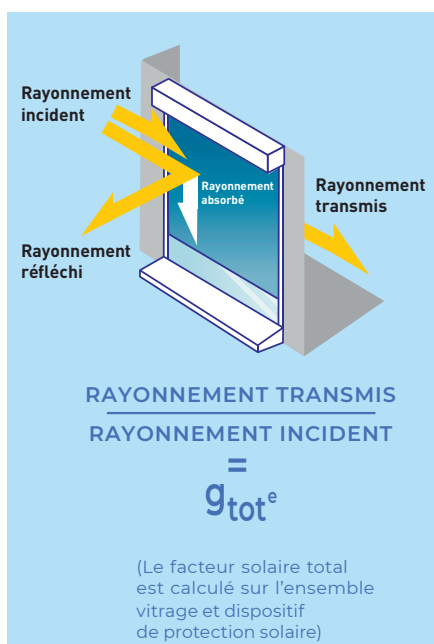 Rayonnement
incident
Rayonnement
absorbé
Rayonnement
transmis
Rayonnement
réfléchi
RAYONNEMENT TRANSMIS
RAYONNEMENT INCIDENT
=
gtote
(Le facteur solaire total
est calculé sur l’ensemble
vitrage et dispositif
de protection solaire)